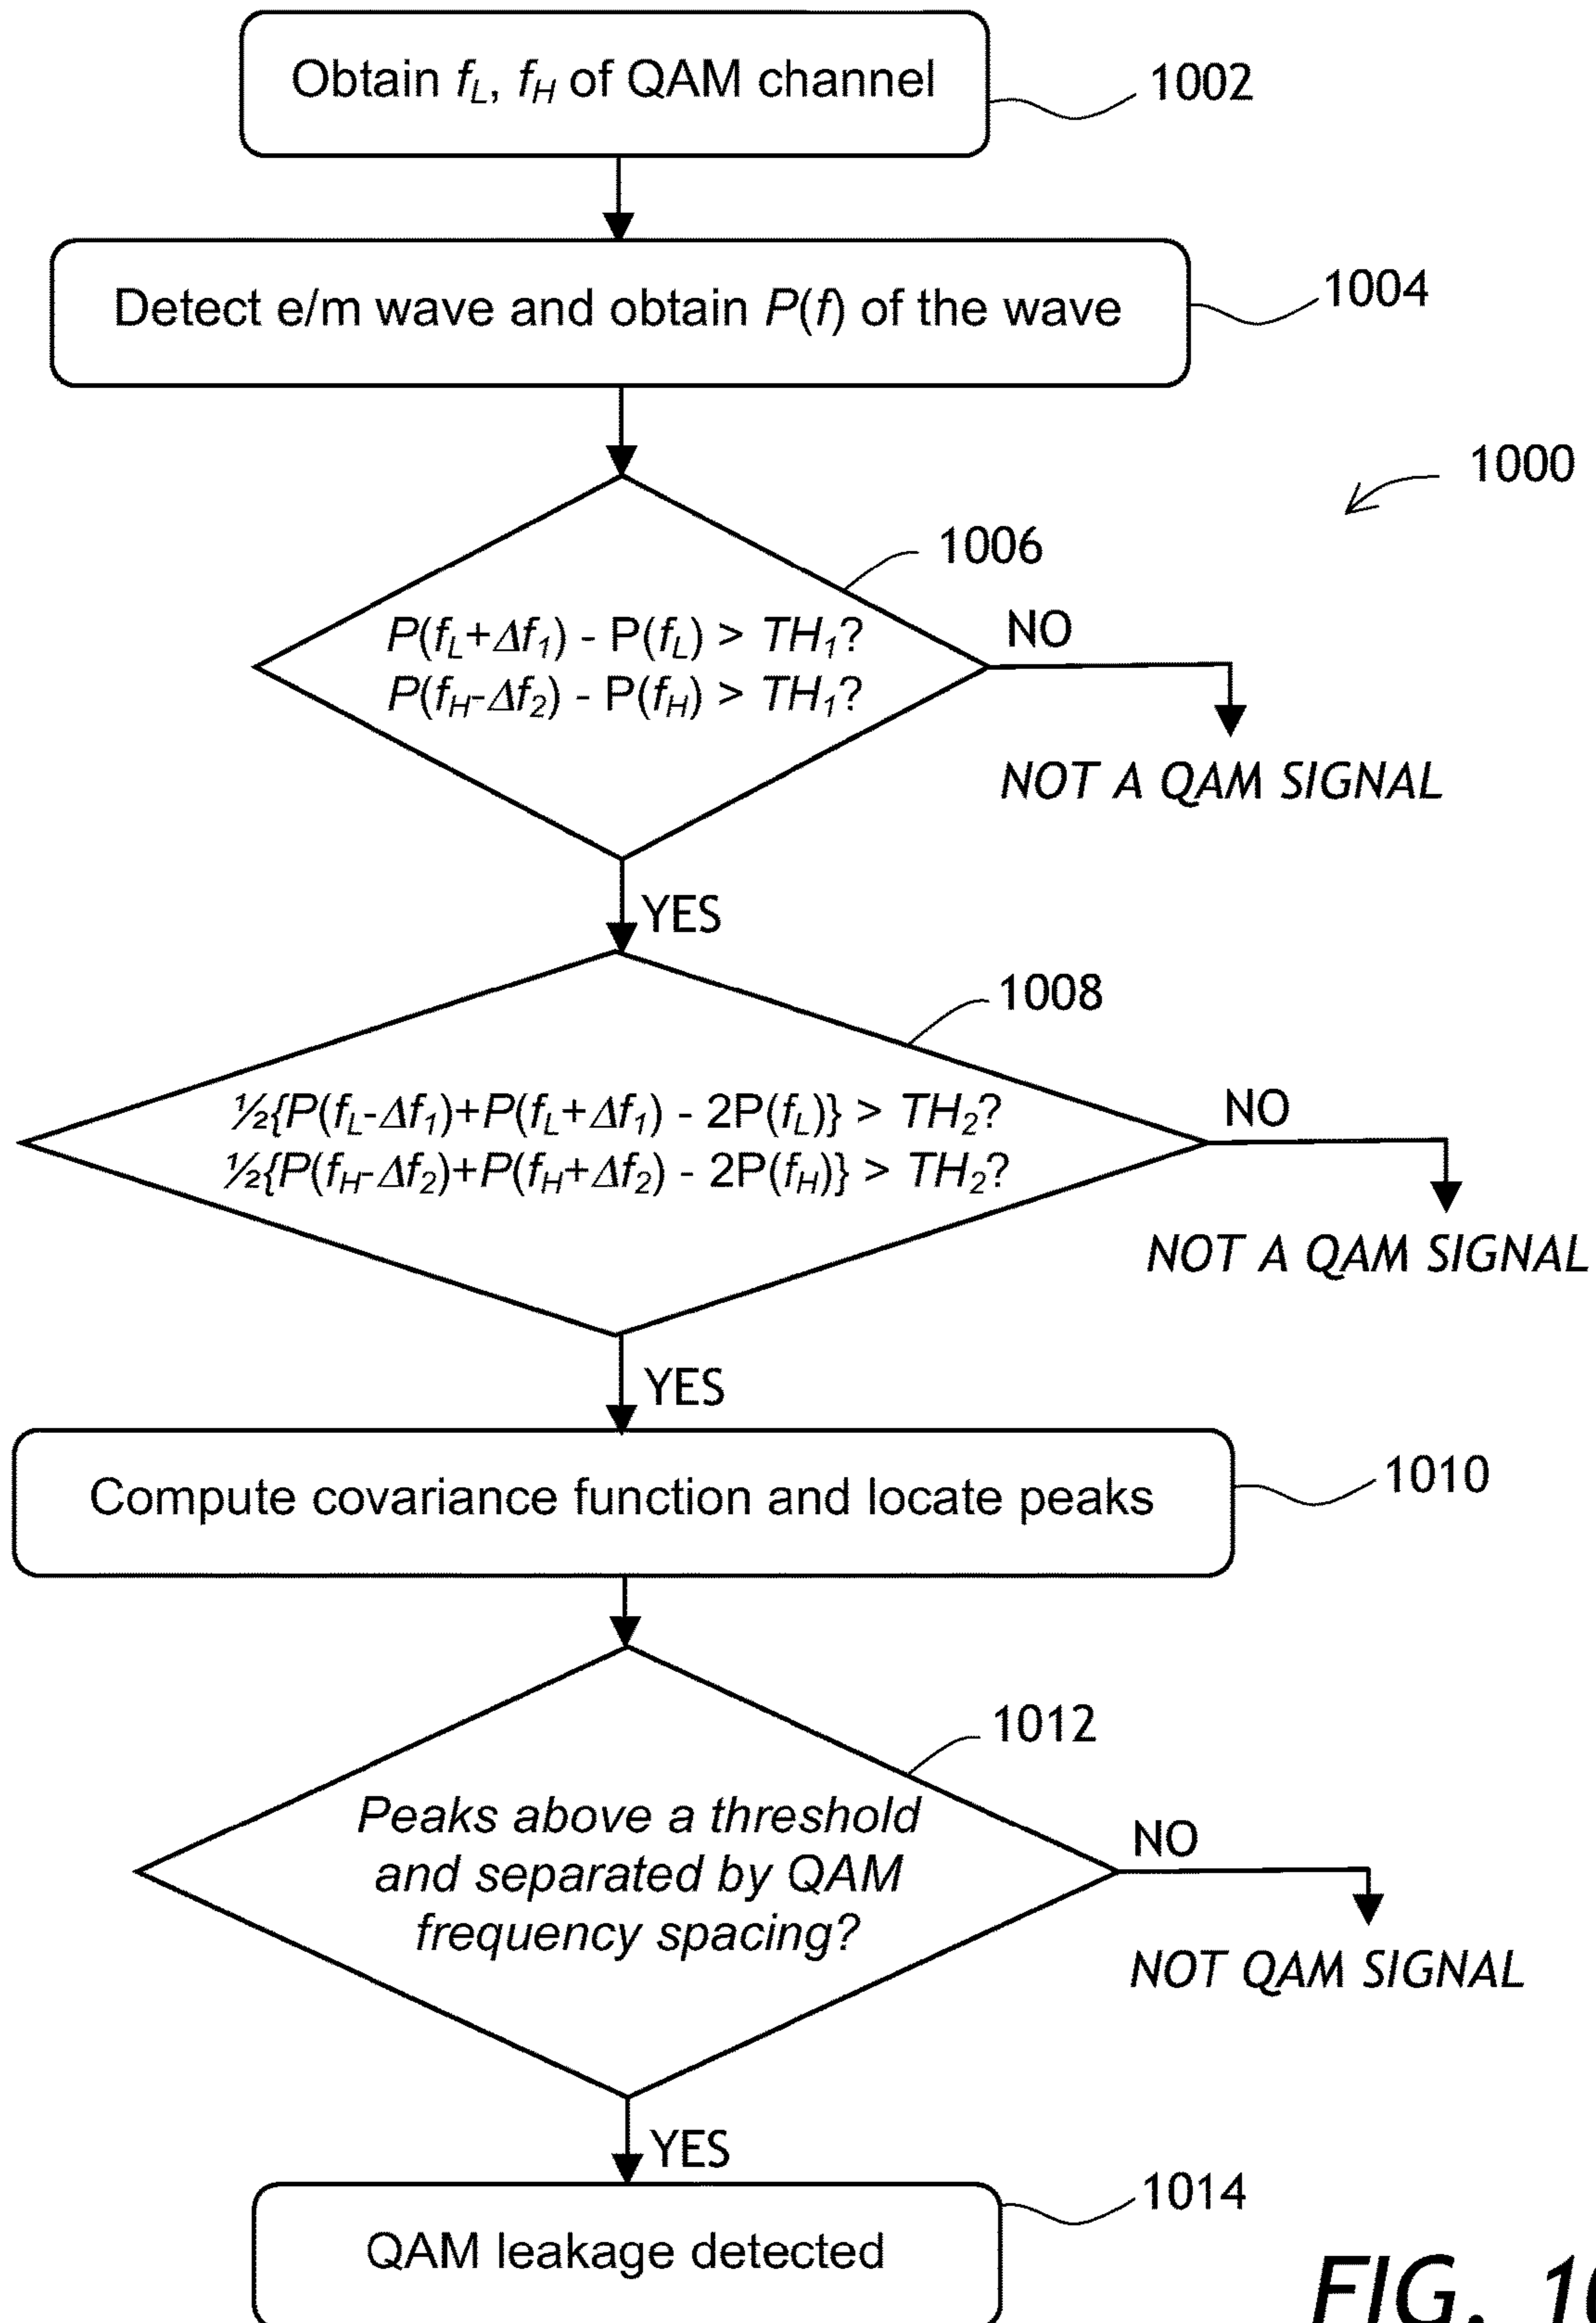 Obtain fL, fH of QAM channel
1002
Detect e/m wave and obtain P(f) of the wave
1004
1000
1006
P(fL+Δf1) - P(fL) > TH1?
P(fH-Δf2) - P(fH) > TH1?
NO
NOT A QAM SIGNAL
YES
1008
½{P(fL-Δf1)+P(fL+Δf1) - 2P(fL)} > TH2?
½{P(fH-Δf2)+P(fH+Δf2) - 2P(fH)} > TH2?
NO
NOT A QAM SIGNAL
YES
Compute covariance function and locate peaks
1010
1012
Peaks above a threshold
and separated by QAM
frequency spacing?
NO
NOT QAM SIGNAL
YES
QAM leakage detected
1014
FIG.